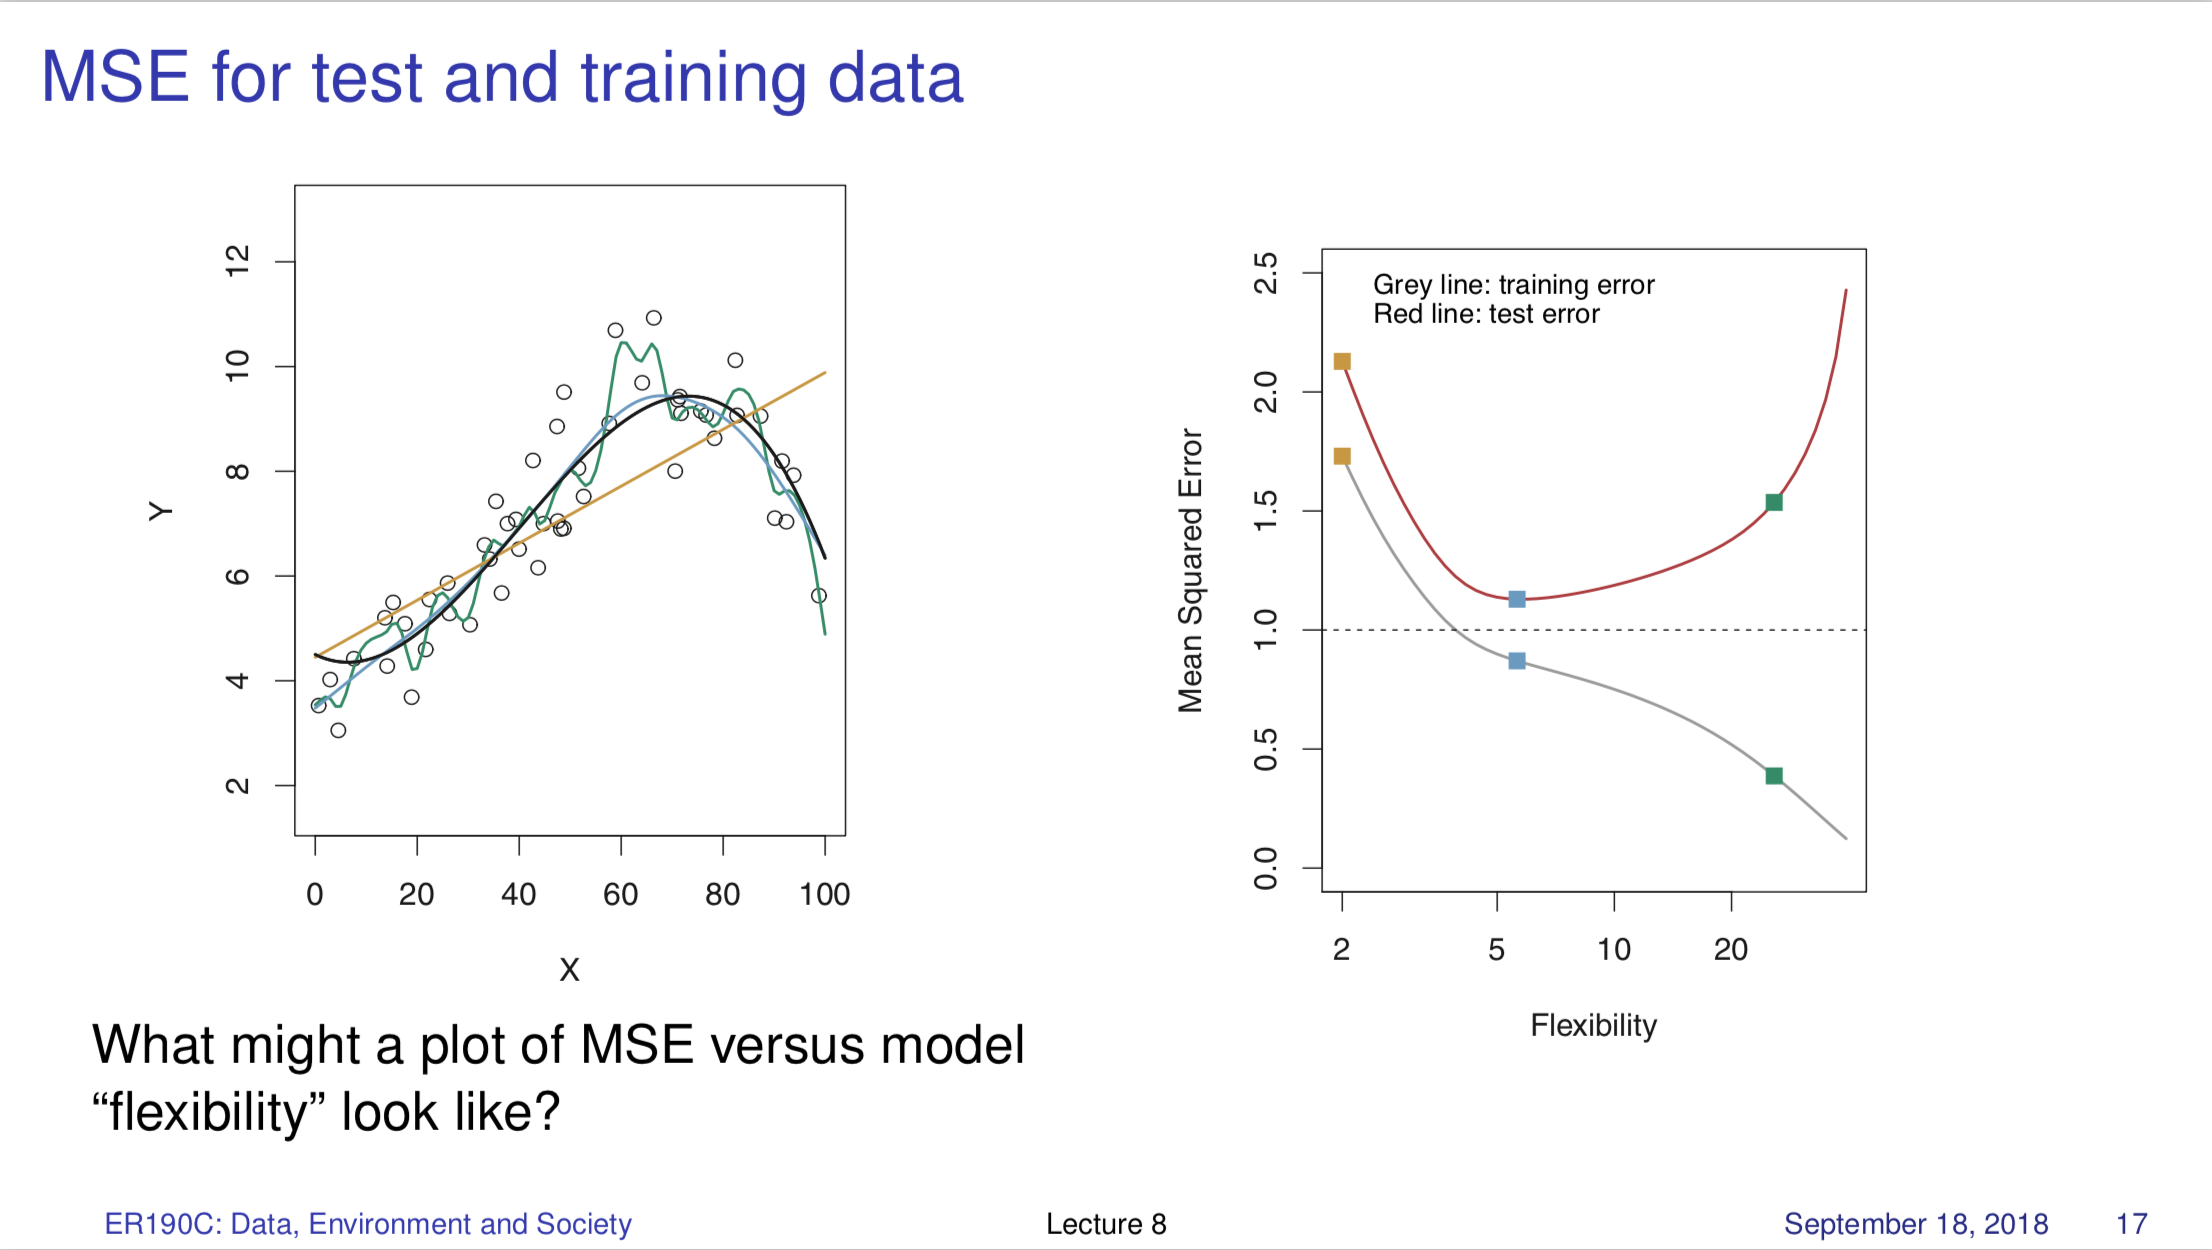 MSE for test and training data
12
10
8
6
4
2
Y
0 20 40 60 80 100
X
Grey line: training error
Red line: test error
2.5
2.0
1.5
1.0
0.5
0.0
Mean Squared Error
2 5 10 20
Flexibility
What might a plot of MSE versus model
“flexibility” look like?
ER190C: Data, Environment and Society Lecture 8 September 18, 2018 17